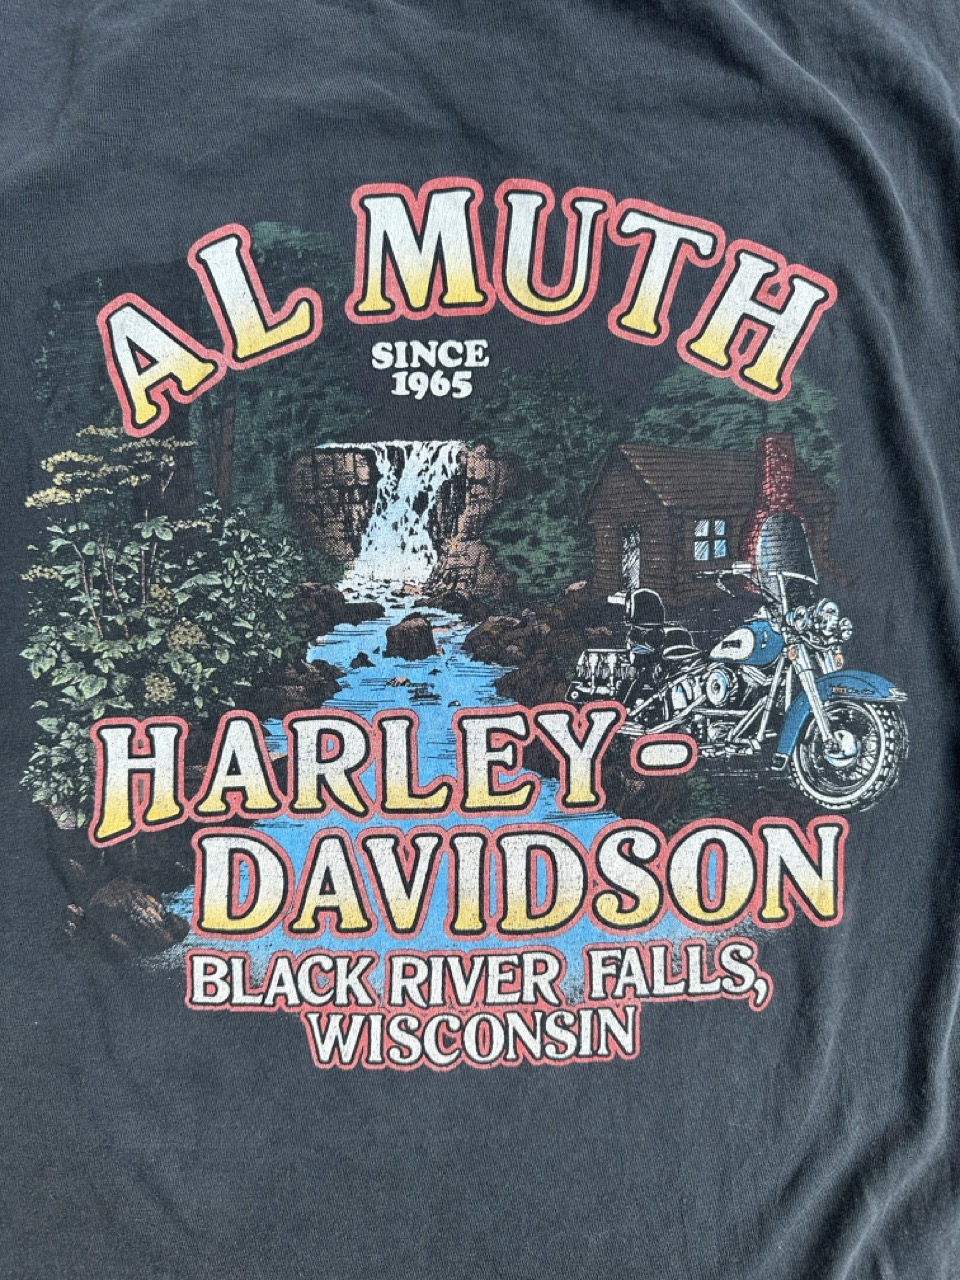 AL MUTH
SINCE
1965
HARLEY-
DAVIDSON
BLACK RIVER FALLS,
WISCONSIN